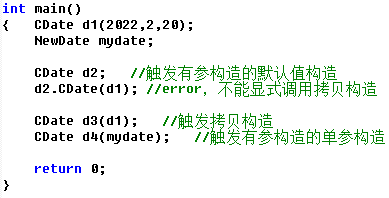 int main()
{   CDate d1(2022,2,20);
    NewDate mydate;
    CDate d2;   //触发有参构造的默认值构造
    d2.CDate(d1); //error, 不能显式调用拷贝构造
    CDate d3(d1);   //触发拷贝构造
    CDate d4(mydate);   //触发有参构造的单参构造
    return 0;
}